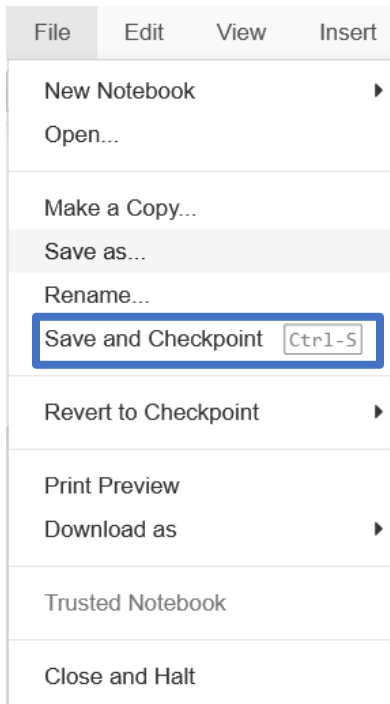 File Edit View Insert
New Notebook
Open...
Make a Copy...
Save as...
Rename...
Save and Checkpoint Ctrl-S
Revert to Checkpoint
Print Preview
Download as
Trusted Notebook
Close and Halt